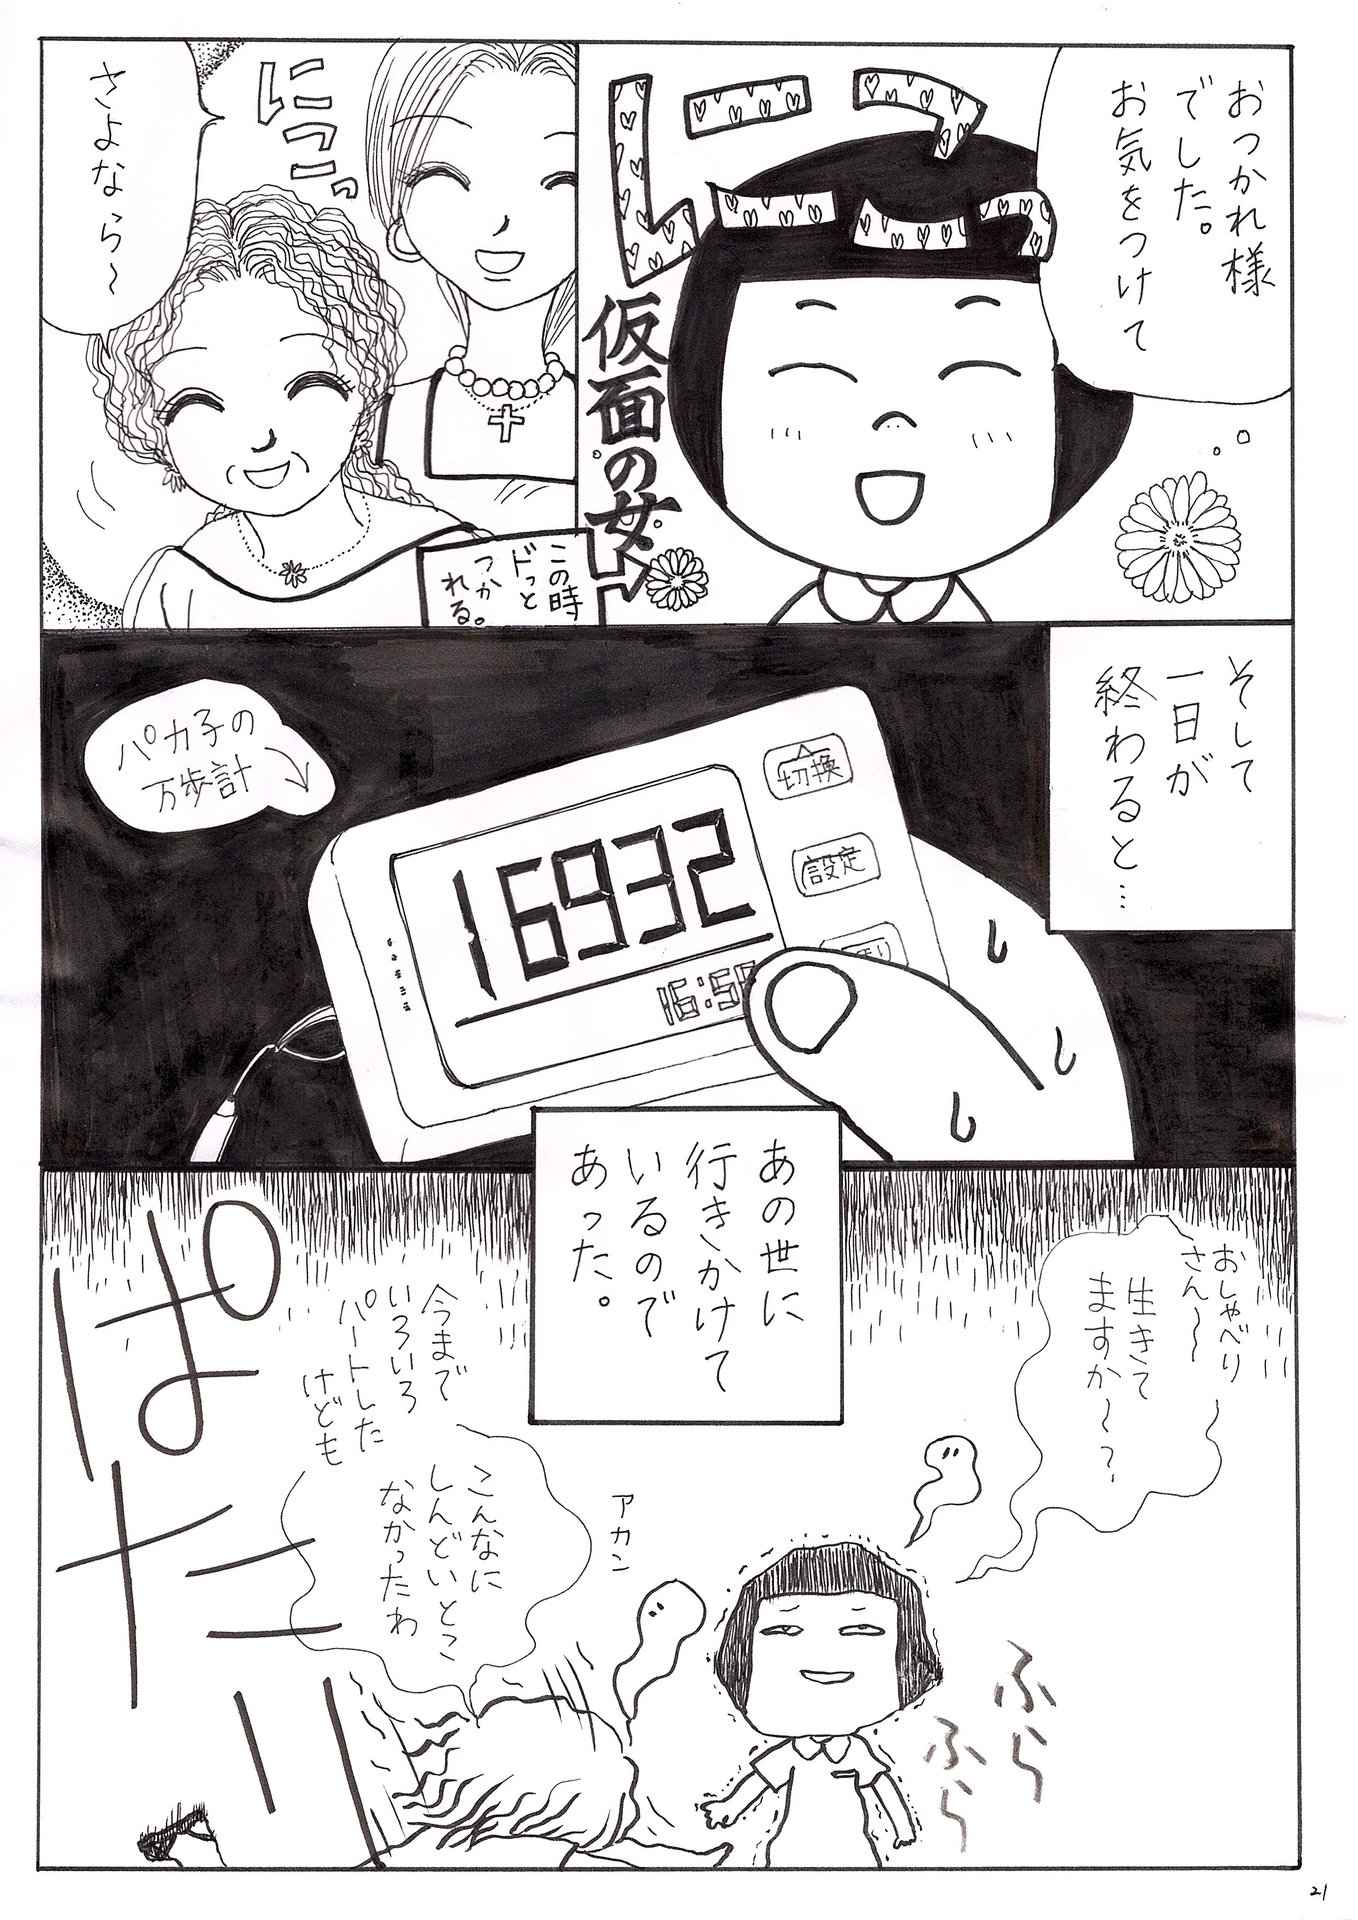 おつかれ様
でした。
お気をつけて
にーっ
こーっ
仮面の女
にっこっ
さよなら〜
この時
ドっと
つか
れる。
そして
一日が
終わると…
パカ子の
万歩計
切換
設定
16932
16:58
あの世に
行きかけて
いるので
あった。
おしゃべり
さん〜
生きて
ますか〜?
今まで
いろいろ
パートした
けども
こんなに
しんどいとこ
なかったわ
アカン
ふら
ふら
ぱたり
21